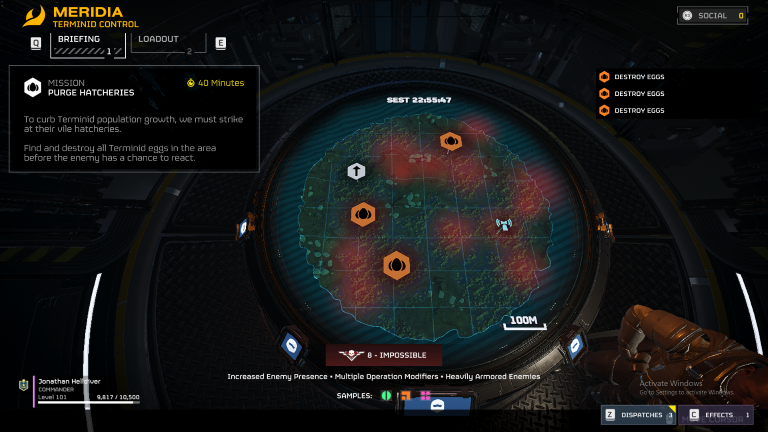 MERIDIA
TERMINID CONTROL
SOCIAL 0
Q
BRIEFING
1
LOADOUT
2
E
MISSION
PURGE HATCHERIES
40 Minutes
To curb Terminid population growth, we must strike
at their vile hatcheries.
Find and destroy all Terminid eggs in the area
before the enemy has a chance to react.
DESTROY EGGS
DESTROY EGGS
DESTROY EGGS
SEST 22:55:47
100M
8 - IMPOSSIBLE
Increased Enemy Presence • Multiple Operation Modifiers • Heavily Armored Enemies
SAMPLES:
Jonathan Helldiver
COMMANDER
Level 101
9,817 / 10,500
Activate Windows
Go to Settings to activate Windows.
Z DISPATCHES 3
C EFFECTS 1
CURSOR